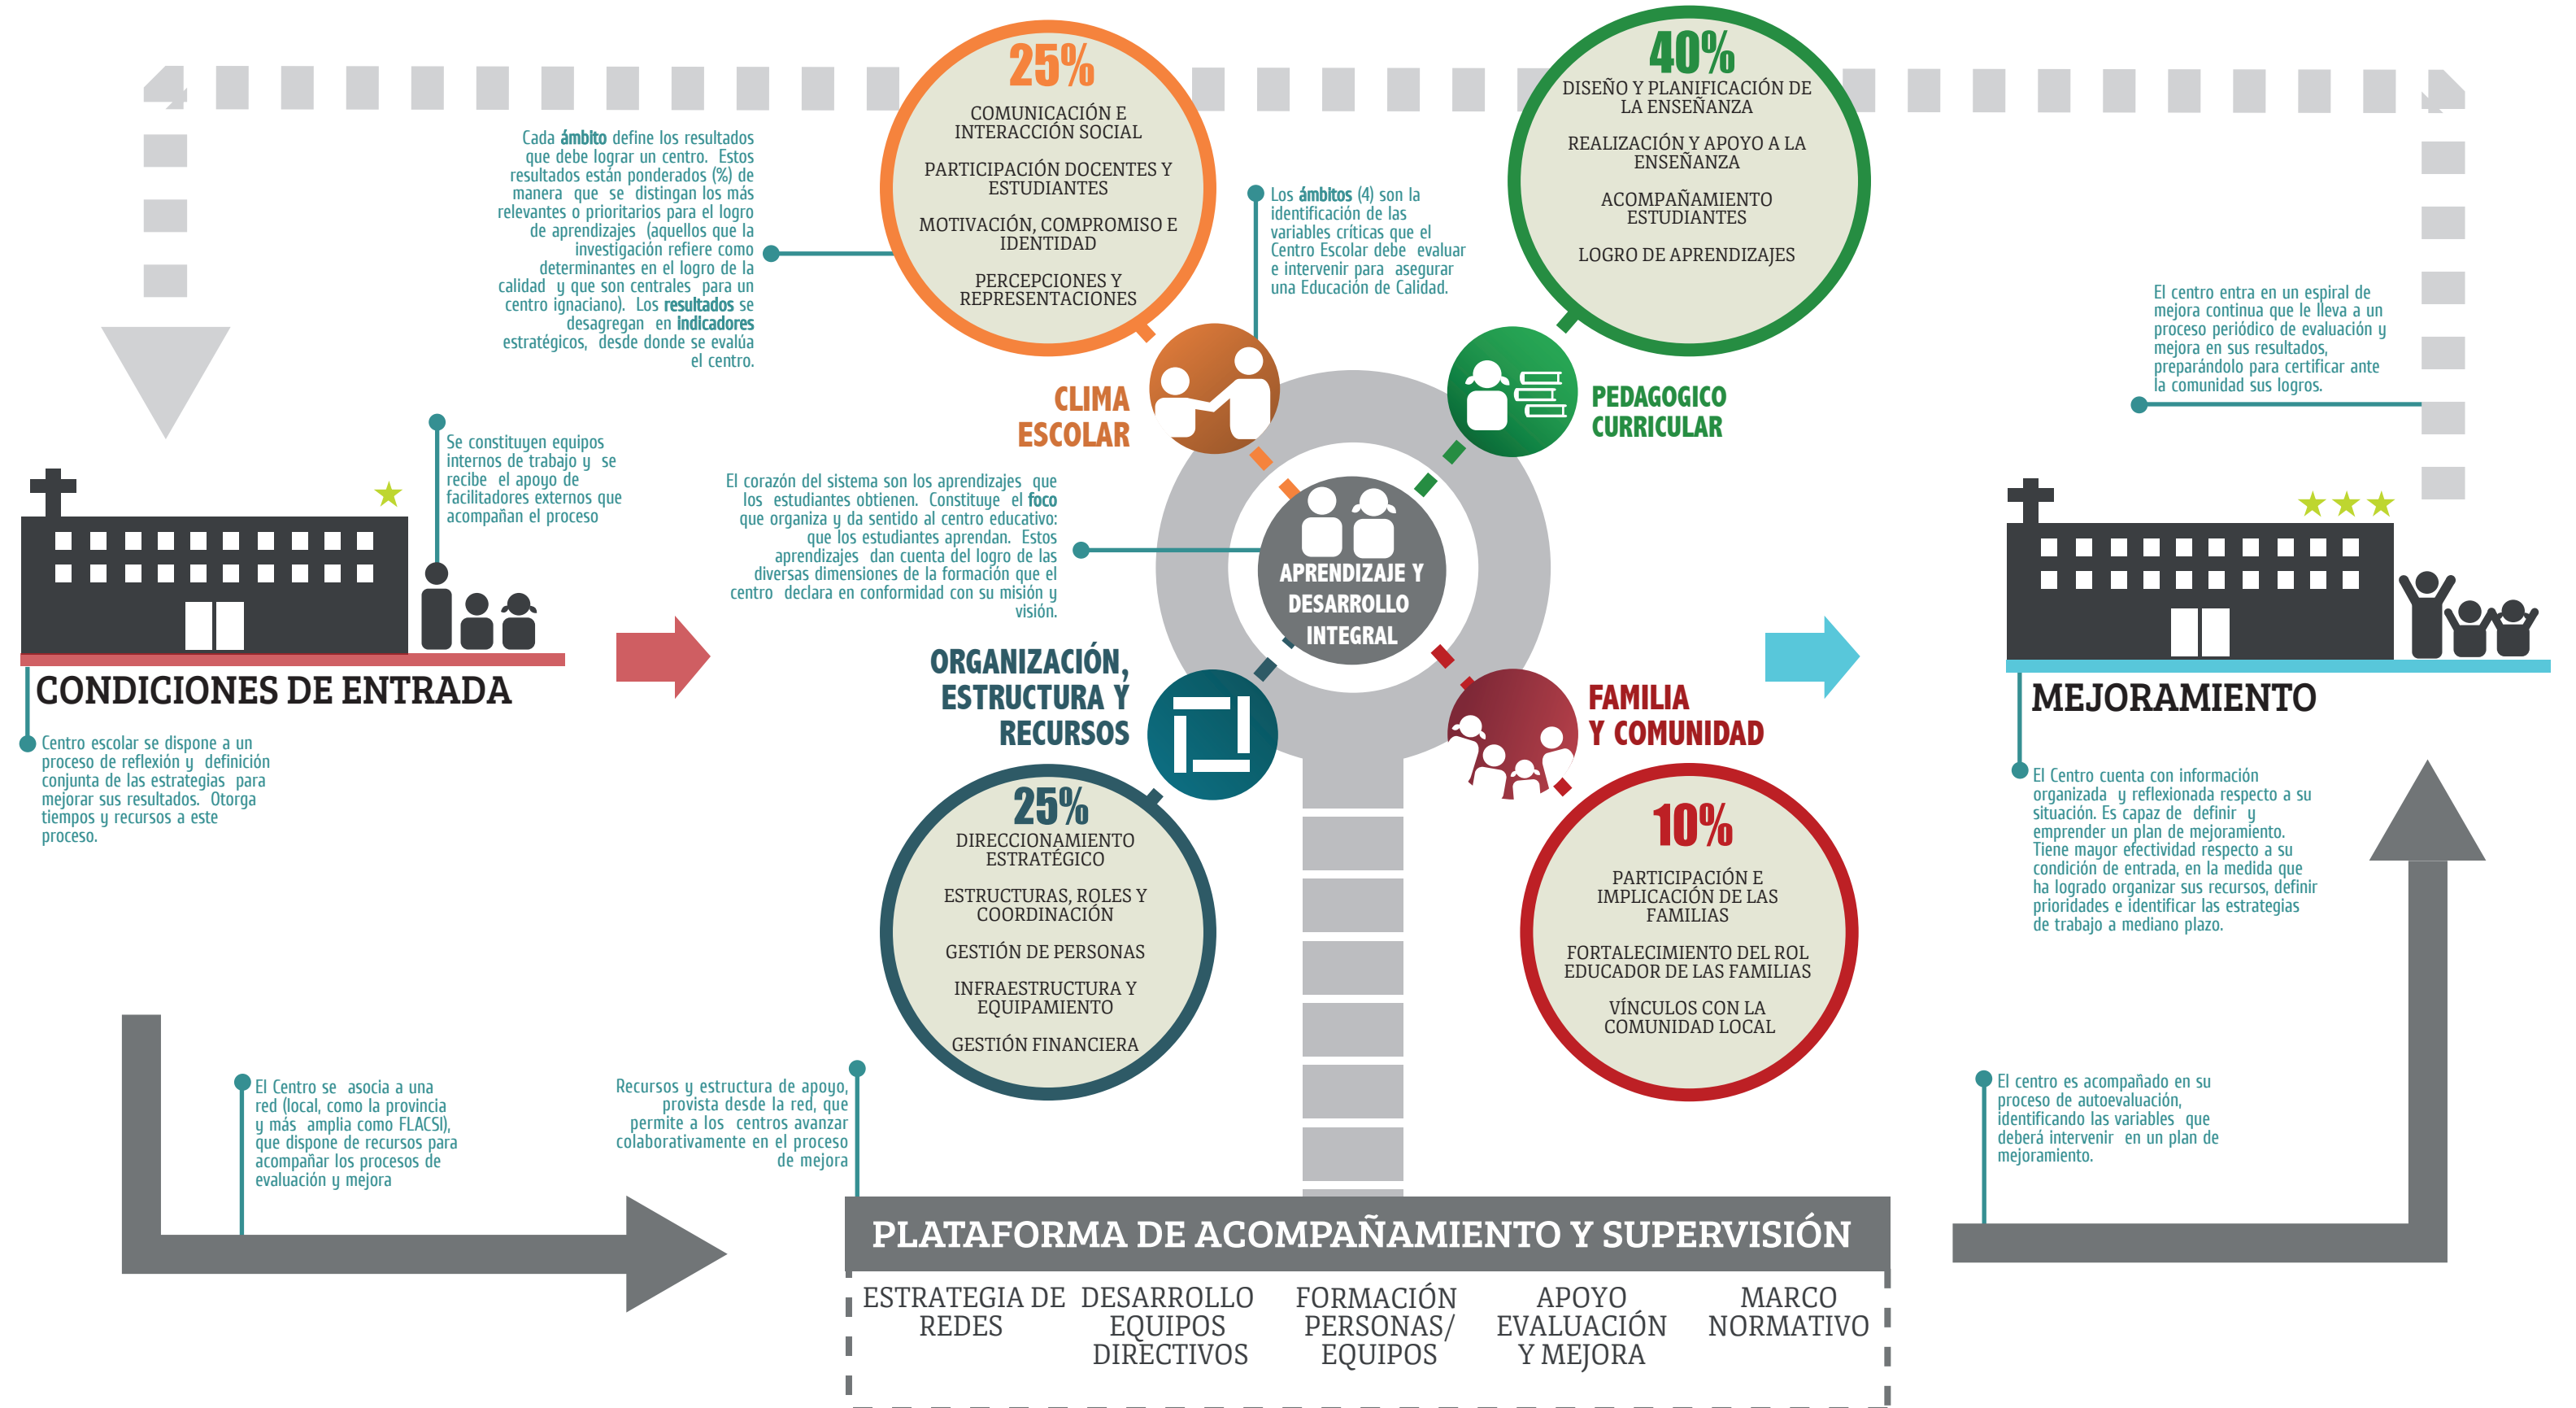 25%
COMUNICACIÓN E
INTERACCIÓN SOCIAL
PARTICIPACIÓN DOCENTES Y
ESTUDIANTES
MOTIVACIÓN, COMPROMISO E
IDENTIDAD
PERCEPCIONES Y
REPRESENTACIONES
40%
DISEÑO Y PLANIFICACIÓN DE
LA ENSEÑANZA
REALIZACIÓN Y APOYO A LA
ENSEÑANZA
ACOMPAÑAMIENTO
ESTUDIANTES
LOGRO DE APRENDIZAJES
Cada ámbito define los resultados
que debe lograr un centro. Estos
resultados están ponderados (%) de
manera que se distingan los más
relevantes o prioritarios para el logro
de aprendizajes (aquellos que la
investigación refiere como
determinantes en el logro de la
calidad y que son centrales para un
centro ignaciano). Los resultados se
desagregan en indicadores
estratégicos, desde donde se evalúa
el centro.
Los ámbitos (4) son la
identificación de las
variables críticas que el
Centro Escolar debe evaluar
e intervenir para asegurar
una Educación de Calidad.
El centro entra en un espiral de
mejora continua que le lleva a un
proceso periódico de evaluación y
mejora en sus resultados,
preparándolo para certificar ante
la comunidad sus logros.
CLIMA
ESCOLAR
PEDAGOGICO
CURRICULAR
Se constituyen equipos
internos de trabajo y se
recibe el apoyo de
facilitadores externos que
acompañan el proceso
El corazón del sistema son los aprendizajes que
los estudiantes obtienen. Constituye el foco
que organiza y da sentido al centro educativo:
que los estudiantes aprendan. Estos
aprendizajes dan cuenta del logro de las
diversas dimensiones de la formación que el
centro declara en conformidad con su misión y
visión.
APRENDIZAJE Y
DESARROLLO
INTEGRAL
CONDICIONES DE ENTRADA
Centro escolar se dispone a un
proceso de reflexión y definición
conjunta de las estrategias para
mejorar sus resultados. Otorga
tiempos y recursos a este
proceso.
ORGANIZACIÓN,
ESTRUCTURA Y
RECURSOS
FAMILIA
Y COMUNIDAD
MEJORAMIENTO
El Centro cuenta con información
organizada y reflexionada respecto a su
situación. Es capaz de definir y
emprender un plan de mejoramiento.
Tiene mayor efectividad respecto a su
condición de entrada, en la medida que
ha logrado organizar sus recursos, definir
prioridades e identificar las estrategias
de trabajo a mediano plazo.
25%
DIRECCIONAMIENTO
ESTRATÉGICO
ESTRUCTURAS, ROLES Y
COORDINACIÓN
GESTIÓN DE PERSONAS
INFRAESTRUCTURA Y
EQUIPAMIENTO
GESTIÓN FINANCIERA
10%
PARTICIPACIÓN E
IMPLICACIÓN DE LAS
FAMILIAS
FORTALECIMIENTO DEL ROL
EDUCADOR DE LAS FAMILIAS
VÍNCULOS CON LA
COMUNIDAD LOCAL
El Centro se asocia a una
red (local, como la provincia
y más amplia como FLACSI),
que dispone de recursos para
acompañar los procesos de
evaluación y mejora
Recursos y estructura de apoyo,
provista desde la red, que
permite a los centros avanzar
colaborativamente en el proceso
de mejora
El centro es acompañado en su
proceso de autoevaluación,
identificando las variables que
deberá intervenir en un plan de
mejoramiento.
PLATAFORMA DE ACOMPAÑAMIENTO Y SUPERVISIÓN
ESTRATEGIA DE
REDES
DESARROLLO
EQUIPOS
DIRECTIVOS
FORMACIÓN
PERSONAS/
EQUIPOS
APOYO
EVALUACIÓN
Y MEJORA
MARCO
NORMATIVO